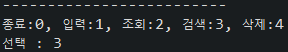 ---------------------------
종료:0, 입력:1, 조회:2, 검색:3, 삭제:4
선택 : 3